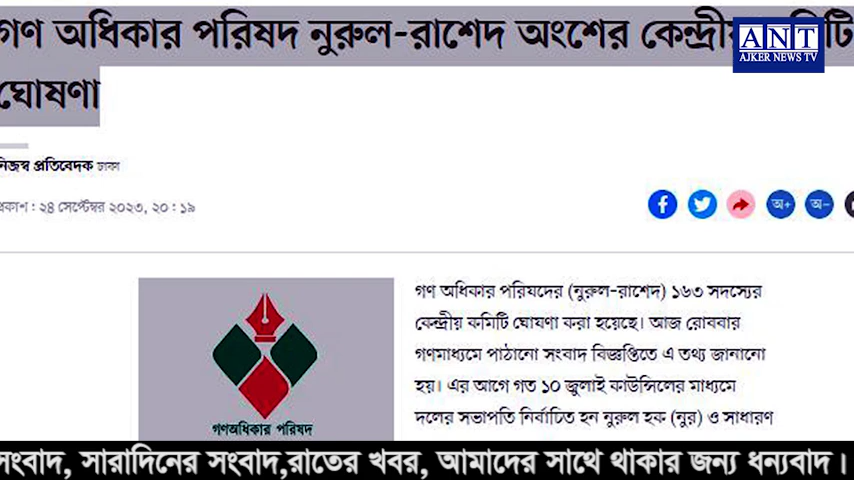 গণ অধিকার পরিষদ নুরুল-রাশেদ অংশের কেন্দ্রীয়
ঘোষণা
ANT
AJKER NEWS TV
নিজস্ব প্রতিবেদক ঢাকা
প্রকাশ: ২৪ সেপ্টেম্বর ২০২৩, ২০: ১৯
অ+ অ-
গণ অধিকার পরিষদের (নুরুল-রাশেদ) ১৬৩ সদস্যের
কেন্দ্রীয় কমিটি ঘোষণা করা হয়েছে। আজ রোববার
গণমাধ্যমে পাঠানো সংবাদ বিজ্ঞপ্তিতে এ তথ্য জানানো
হয়। এর আগে গত ১০ জুলাই কাউন্সিলের মাধ্যমে
দলের সভাপতি নির্বাচিত হন নুরুল হক (নুর) ও সাধারণ
গণঅধিকার পরিষদ
সংবাদ, সারাদিনের সংবাদ,রাতের খবর, আমাদের সাথে থাকার জন্য ধন্যবাদ।